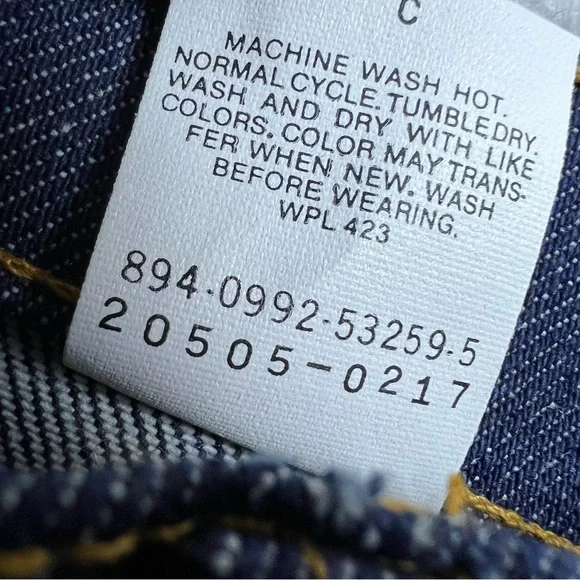 C
MACHINE WASH HOT.
NORMAL CYCLE. TUMBLE DRY.
WASH AND DRY WITH LIKE
COLORS. COLOR MAY TRANS-
FER WHEN NEW. WASH
BEFORE WEARING.
WPL 423
894-0992-53259-5
20505-0217